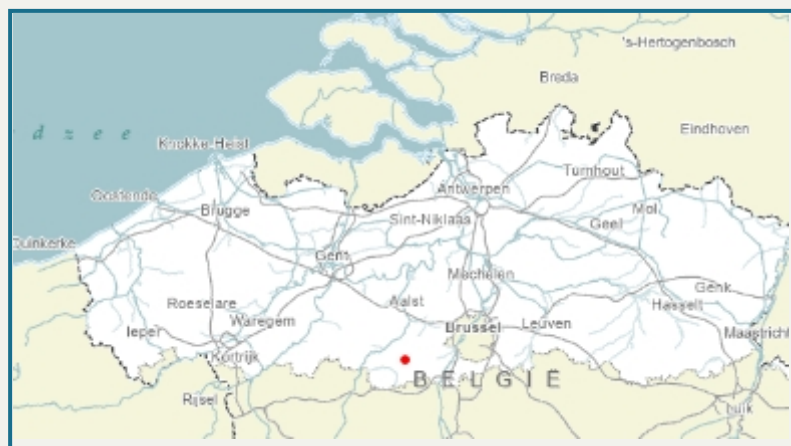 's-Hertogenbosch
Breda
Eindhoven
d z e e
Knokke-Heist
Turnhout
Antwerpen
Oostende
Brugge
Sint-Niklaas
Geel
Mol
Duinkerke
Gent
Mechelen
Genk
Roeselare
Aalst
Hasselt
Waregem
Brussel
Leuven
Ieper
Maastricht
Kortrijk
BELGIË
Rijsel
Luik